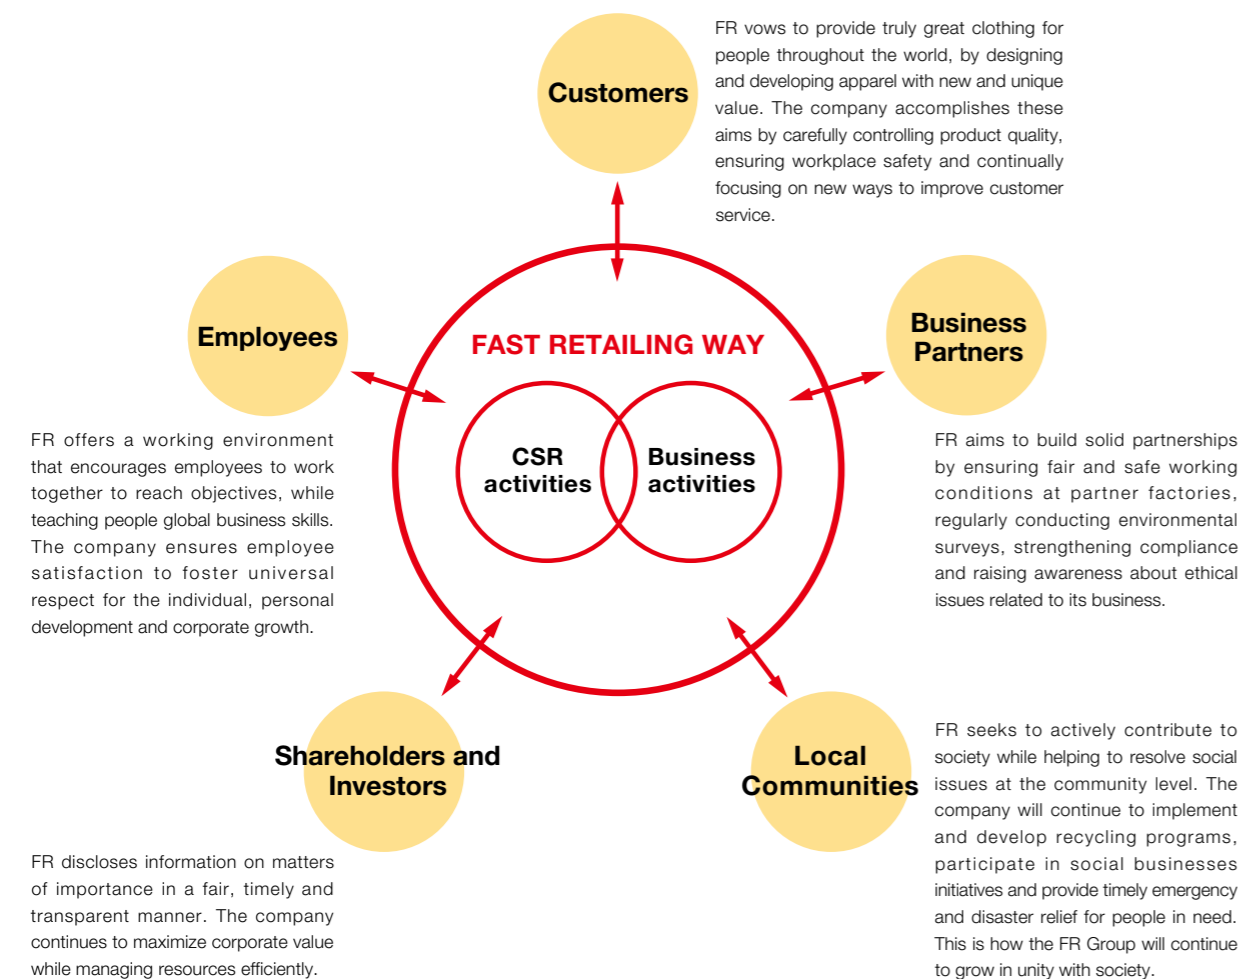 Customers
FR vows to provide truly great clothing for
people throughout the world, by designing
and developing apparel with new and unique
value. The company accomplishes these
aims by carefully controlling product quality,
ensuring workplace safety and continually
focusing on new ways to improve customer
service.
Employees
FR offers a working environment
that encourages employees to work
together to reach objectives, while
teaching people global business skills.
The company ensures employee
satisfaction to foster universal
respect for the individual, personal
development and corporate growth.
FAST RETAILING WAY
CSR
activities
Business
activities
Business
Partners
FR aims to build solid partnerships
by ensuring fair and safe working
conditions at partner factories,
regularly conducting environmental
surveys, strengthening compliance
and raising awareness about ethical
issues related to its business.
Shareholders and
Investors
FR discloses information on matters
of importance in a fair, timely and
transparent manner. The company
continues to maximize corporate value
while managing resources efficiently.
Local
Communities
FR seeks to actively contribute to
society while helping to resolve social
issues at the community level. The
company will continue to implement
and develop recycling programs,
participate in social businesses
initiatives and provide timely emergency
and disaster relief for people in need.
This is how the FR Group will continue
to grow in unity with society.